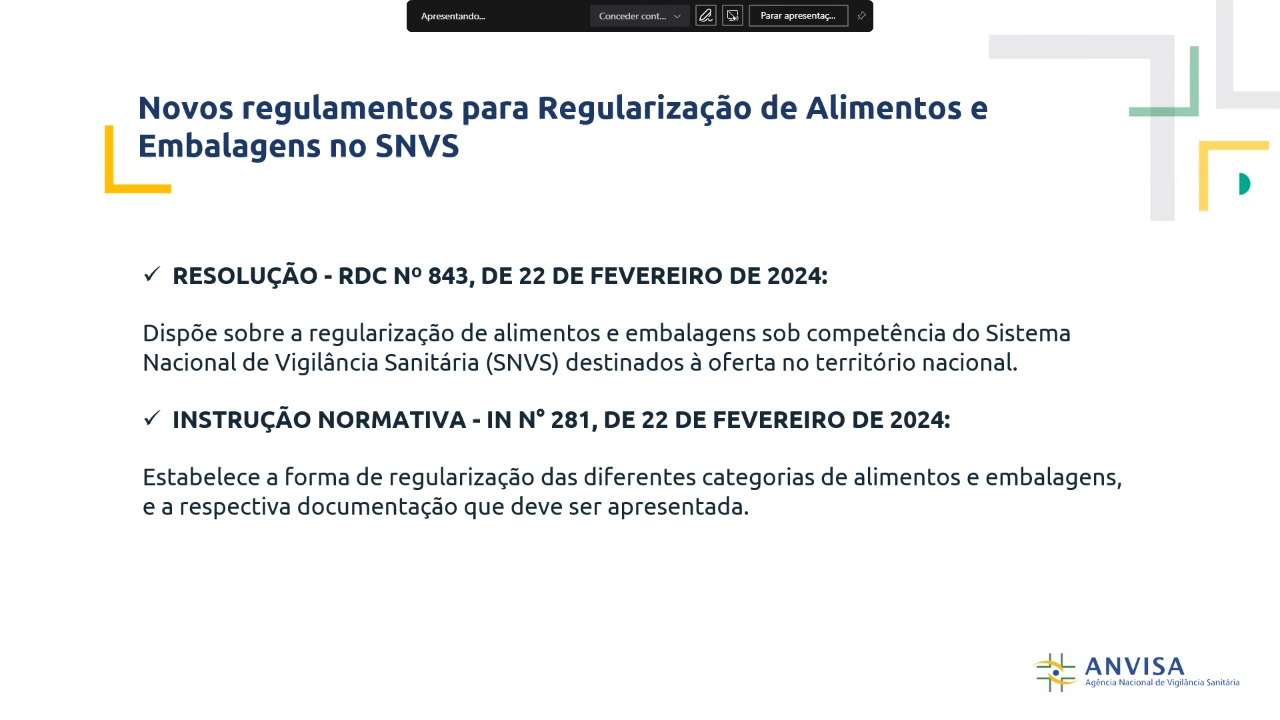 Apresentando...
Conceder cont...
Parar apresentaç...
Novos regulamentos para Regularização de Alimentos e
Embalagens no SNVS
✓ RESOLUÇÃO - RDC Nº 843, DE 22 DE FEVEREIRO DE 2024:
Dispõe sobre a regularização de alimentos e embalagens sob competência do Sistema
Nacional de Vigilância Sanitária (SNVS) destinados à oferta no território nacional.
✓ INSTRUÇÃO NORMATIVA - IN N° 281, DE 22 DE FEVEREIRO DE 2024:
Estabelece a forma de regularização das diferentes categorias de alimentos e embalagens,
e a respectiva documentação que deve ser apresentada.
ANVISA
Agência Nacional de Vigilância Sanitária